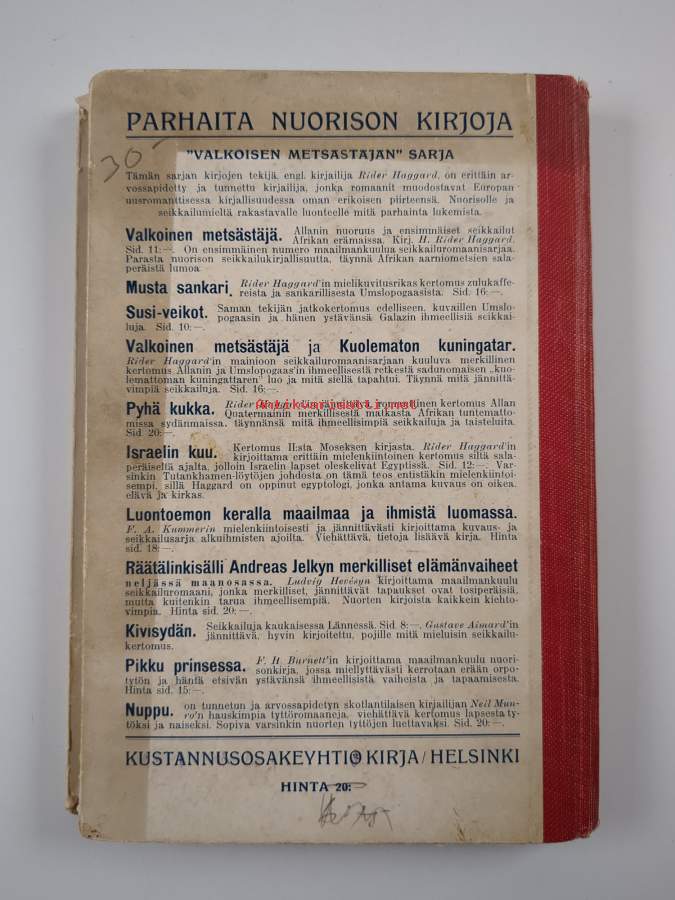 PARHAITA NUORISON KIRJOJA
30
"VALKOISEN METSÄSTÄJÄN" SARJA
Tämän sarjan kirjojen tekijä, engl. kirjailija Rider Haggard, on erittäin ar-
vossapidetty ja tunnettu kirjailija, jonka romaanit muodostavat Europan
uusromanttisessa kirjallisuudessa oman erikoisen piirteensä. Nuorisolle ja
seikkailumieltä rakastavalle luonteelle mitä parhainta lukemista.
Valkoinen metsästäjä. Allanin nuoruus ja ensimmäiset seikkailut
Afrikan erämaissa. Kirj. H. Rider Haggard.
Sid. 11:—. On ensimmäinen numero maailmankuulua seikkailuromaanisarjaa.
Parasta nuorison seikkailukirjallisuutta, täynnä Afrikan aarniometsien sala-
peräistä lumoa
Musta sankari. Rider Haggard'in mielikuvitusrikas kertomus zulukaffe-
reista ja sankarillisesta Umslopogaasista. Sid. 16:—.
Susi-veikot. Saman tekijän jatkokertomus edelliseen, kuvaillen Umslo-
pogaasin ja hänen ystävänsä Galazin ihmeellisiä seikkai-
luja. Sid. 10:—.
Valkoinen metsästäjä ja Kuolematon kuningatar.
Rider Haggard'in mainioon seikkailuromaanisarjaan kuuluva merkillinen
kertomus Allanin ja Umslopogaas'in ihmeellisestä retkestä sadunomaisen „kuo-
lemattoman kuningattaren" luo ja mitä siellä tapahtui. Täynnä mitä jännittä-
vimpiä seikkailuja. Sid. 16:—.
Pyhä kukka. Rider jännittävä, romanttinen kertomus Allan
Quatermainin merkillisestä matkasta Afrikan tuntematto-
missa sydänmaissa, täynnänsä mitä ihmeellisimpiä seikkailuja ja taisteluita.
Sid. 20:—.
Antikvariaatti.net
Israelin kuu. Kertomus II:sta Moseksen kirjasta. Rider Haggard'in
kirjoittama erittäin mielenkiintoinen kertomus siltä sala-
peräiseltä ajalta, jolloin Israelin lapset oleskelivat Egyptissä. Sid. 12:—. Var-
sinkin Tutankhamen-löytöjen johdosta on tämä teos entistäkin mielenkiintoi-
sempi, sillä Haggard on oppinut egyptologi, jonka antama kuvaus on oikea,
elävä ja kirkas.
Luontoemon keralla maailmaa ja ihmistä luomassa.
F. A. Kummerin mielenkiintoisesti ja jännittävästi kirjoittama kuvaus- ja
seikkailusarja alkuihmisten ajoilta. Viehättävä, tietoja lisäävä kirja. Hinta
sid. 18:—.
Räätälinkisälli Andreas Jelkyn merkilliset elämänvaiheet
neljässä maanosassa. Ludvig Hevésyn kirjoittama maailmankuulu
seikkailuromaani, jonka merkilliset, jännittävät tapaukset ovat tosiperäisiä,
mutta kuitenkin tarua ihmeellisempiä. Nuorten kirjoista kaikkein kiehto-
vimpia. Hinta sid. 20:—.
Kivisydän. Seikkailuja kaukaisessa Lännessä. Sid. 8:—. Gustave Aimard'in
jännittävä, hyvin kirjoitettu, pojille mitä mieluisin seikkailu-
kertomus.
Pikku prinsessa. F. H. Burnett'in kirjoittama maailmankuulu nuori-
sonkirja, jossa miellyttävästi kerrotaan erään orpo-
tytön ja häntä etsivän ystävänsä ihmeellisistä vaiheista ja tapaamisesta.
Hinta sid. 15:—.
Nuppu. on tunnetun ja arvossapidetyn skotlantilaisen kirjailijan Neil Mun-
ro'n hauskimpia tyttöromaaneja, viehättävä kertomus lapsesta ty-
töksi ja naiseksi. Sopiva varsinkin nuorten tyttöjen luettavaksi. Sid. 20:—.
KUSTANNUSOSAKEYHTIÖ KIRJA / HELSINKI
HINTA 20: